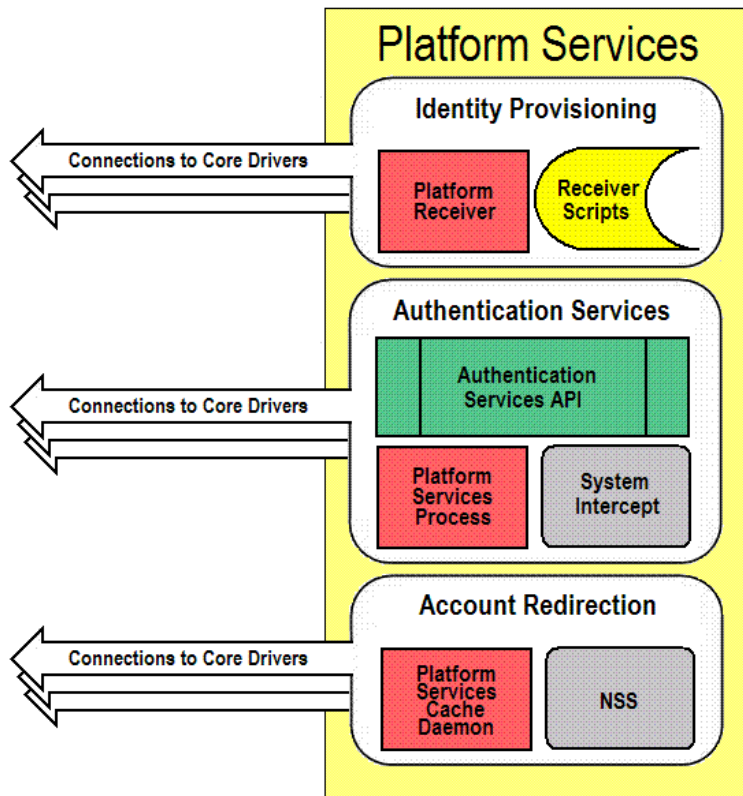 Platform Services
Identity Provisioning
Connections to Core Drivers
Platform
Receiver
Receiver
Scripts
Authentication Services
Authentication
Services API
Connections to Core Drivers
Platform
Services
Process
System
Intercept
Account Redirection
Connections to Core Drivers
Platform
Services
Cache
Daemon
NSS